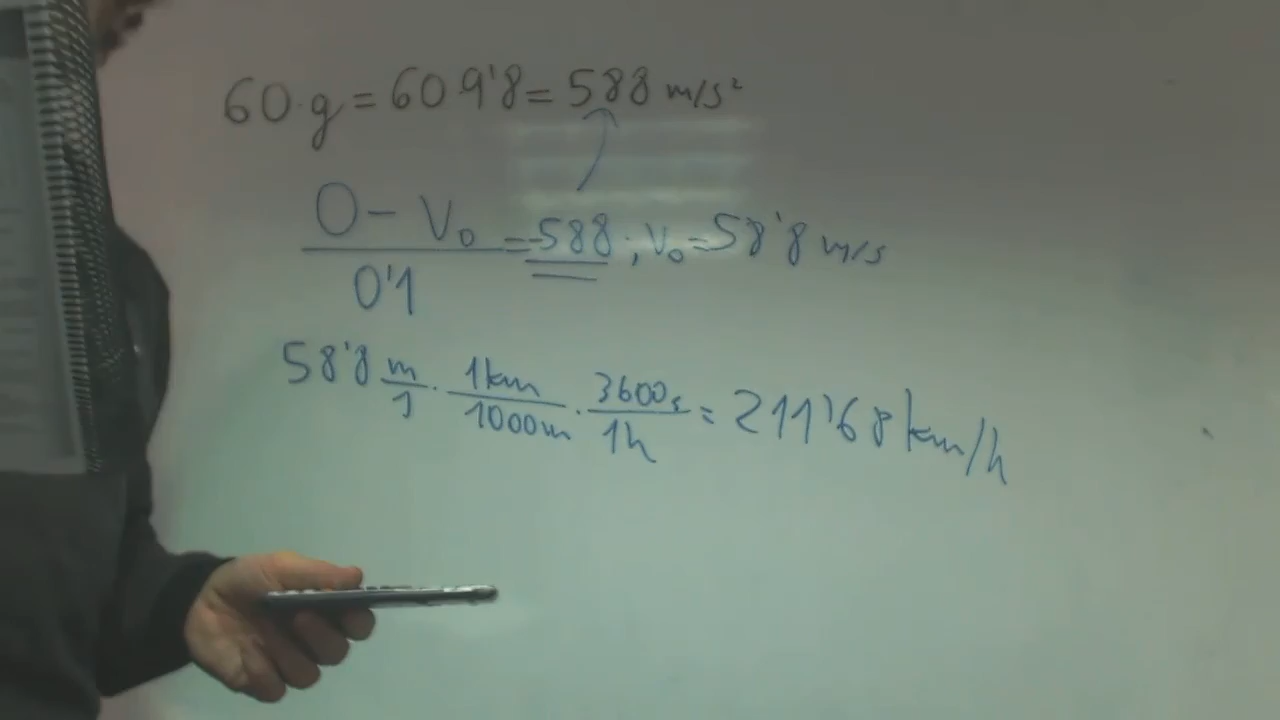 60·g = 60 9'8 = 588 m/s²
0 - V₀ / 0'1 = -588 ; V₀ = 58'8 m/s
58'8 m/s · 1km/1000m · 3600s/1h = 211'68 km/h